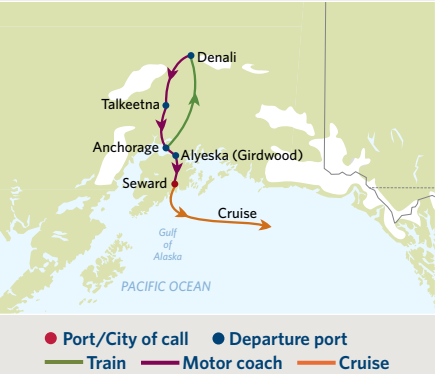 Denali
Talkeetna
Anchorage
Alyeska (Girdwood)
Seward
Cruise
Gulf
of
Alaska
PACIFIC OCEAN
Port/City of call
Departure port
Train
Motor coach
Cruise